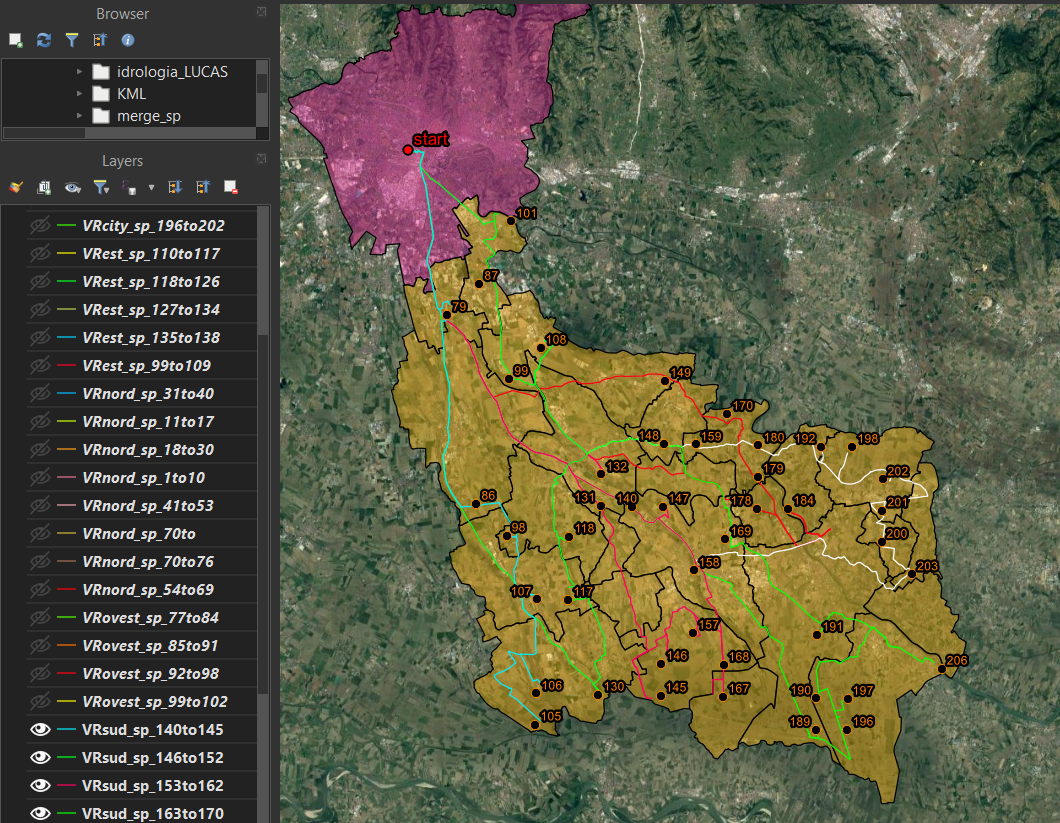 Browser
idrologia_LUCAS
KML
merge_sp
Layers
VRcity_sp_196to202
VRest_sp_110to117
VRest_sp_118to126
VRest_sp_127to134
VRest_sp_135to138
VRest_sp_99to109
VRnord_sp_31to40
VRnord_sp_11to17
VRnord_sp_18to30
VRnord_sp_1to10
VRnord_sp_41to53
VRnord_sp_70to
VRnord_sp_70to76
VRnord_sp_54to69
VRovest_sp_77to84
VRovest_sp_85to91
VRovest_sp_92to98
VRovest_sp_99to102
VRsud_sp_140to145
VRsud_sp_146to152
VRsud_sp_153to162
VRsud_sp_163to170
start
101
87
79
108
99
149
170
148
159
180
192
198
132
179
202
86
131
140
147
178
184
201
98
118
169
200
158
203
107
117
157
191
146
168
206
106
130
145
167
190
197
105
189
196